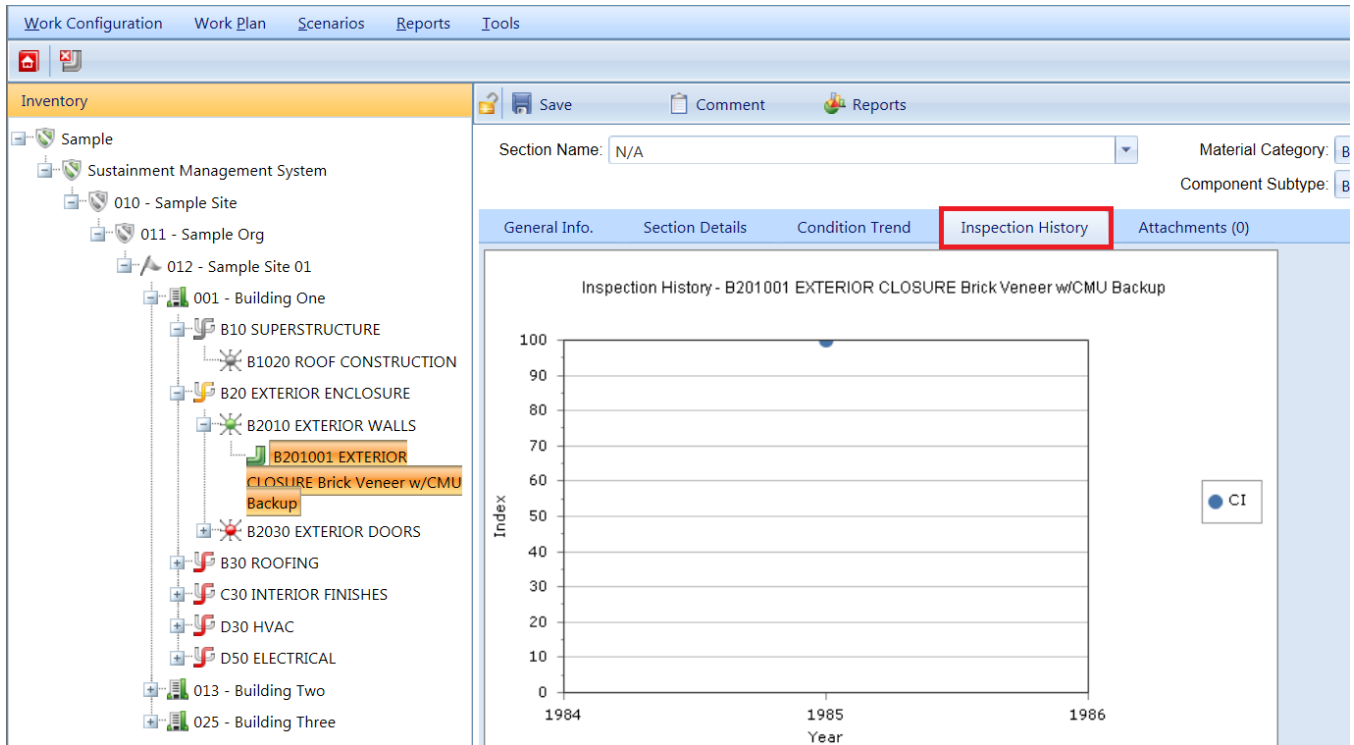 Work Configuration Work Plan Scenarios Reports Tools
Inventory
Sample
Sustainment Management System
010 - Sample Site
011 - Sample Org
012 - Sample Site 01
001 - Building One
B10 SUPERSTRUCTURE
B1020 ROOF CONSTRUCTION
B20 EXTERIOR ENCLOSURE
B2010 EXTERIOR WALLS
B201001 EXTERIOR
CLOSURE Brick Veneer w/CMU
Backup
B2030 EXTERIOR DOORS
B30 ROOFING
C30 INTERIOR FINISHES
D30 HVAC
D50 ELECTRICAL
013 - Building Two
025 - Building Three
Save Comment Reports
Section Name: N/A Material Category: B
Component Subtype: B
General Info. Section Details Condition Trend Inspection History Attachments (0)
Inspection History - B201001 EXTERIOR CLOSURE Brick Veneer w/CMU Backup
100
90
80
70
60
50
40
30
20
10
0
Index
1984 1985 1986
Year
CI